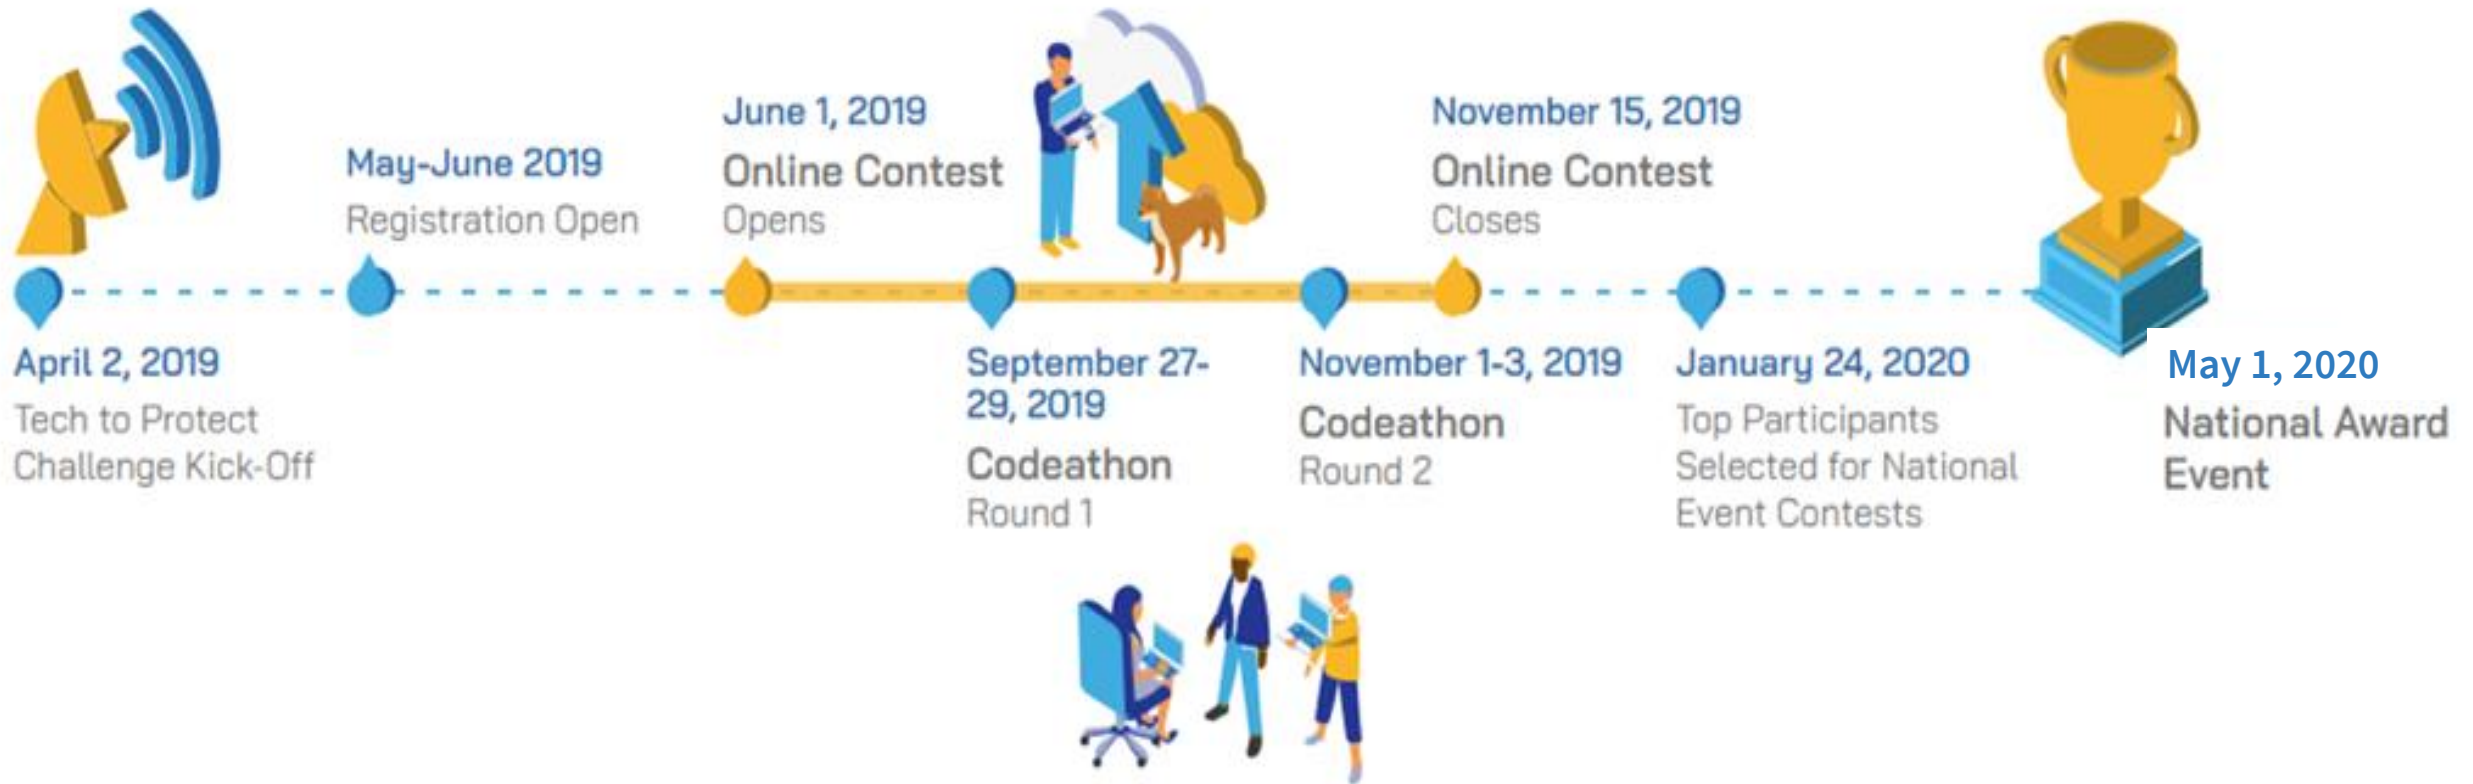 April 2, 2019
Tech to Protect
Challenge Kick-Off
May-June 2019
Registration Open
June 1, 2019
Online Contest
Opens
September 27-
29, 2019
Codeathon
Round 1
November 1-3, 2019
Codeathon
Round 2
November 15, 2019
Online Contest
Closes
January 24, 2020
Top Participants
Selected for National
Event Contests
May 1, 2020
National Award
Event